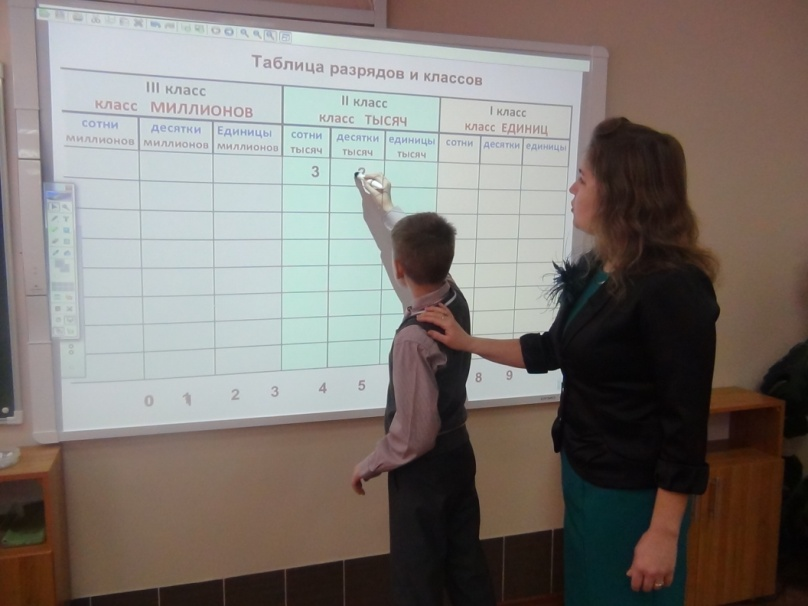 Таблица разрядов и классов
III класс
класс МИЛЛИОНОВ
II класс
класс ТЫСЯЧ
I класс
класс ЕДИНИЦ
сотни миллионов
десятки миллионов
Единицы миллионов
сотни тысяч
десятки тысяч
единицы тысяч
сотни
десятки
единицы
3
0 1 2 3 4 5 8 9